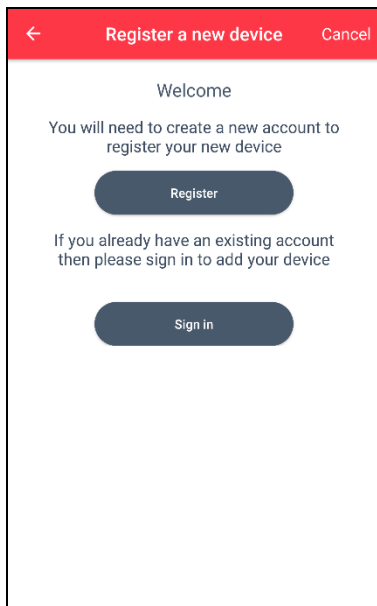 Register a new device Cancel
Welcome
You will need to create a new account to
register your new device
Register
If you already have an existing account
then please sign in to add your device
Sign in